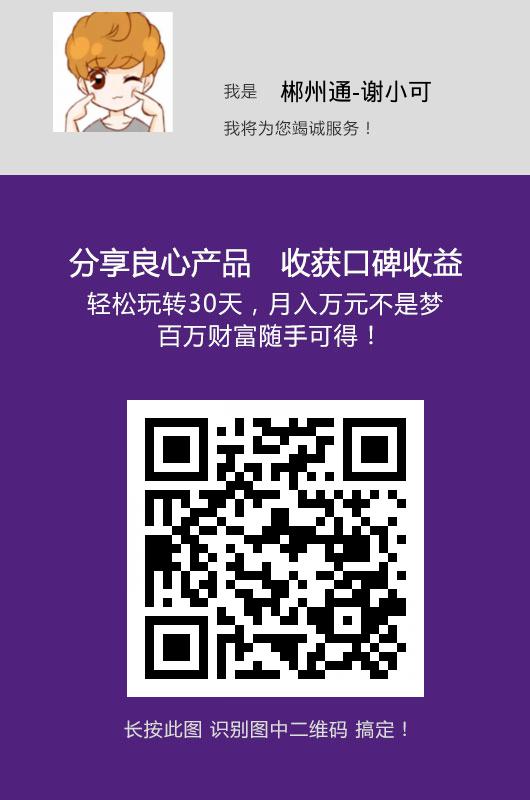 我是 郴州通-谢小可
我将为您竭诚服务！
分享良心产品 收获口碑收益
轻松玩转30天，月入万元不是梦
百万财富随手可得！
长按此图 识别图中二维码 搞定！